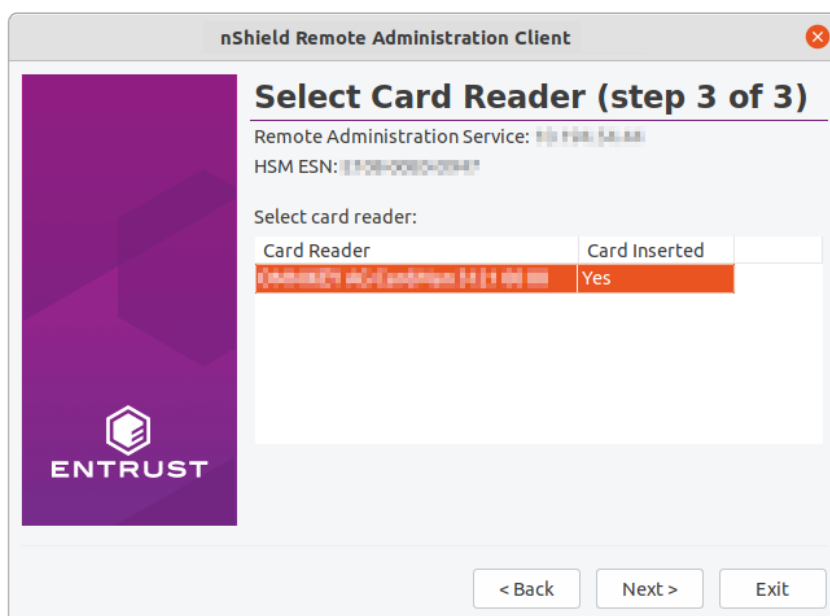 nShield Remote Administration Client
Select Card Reader (step 3 of 3)
Remote Administration Service:
HSM ESN:
Select card reader:
Card Reader Card Inserted
Yes
ENTRUST
< Back Next > Exit